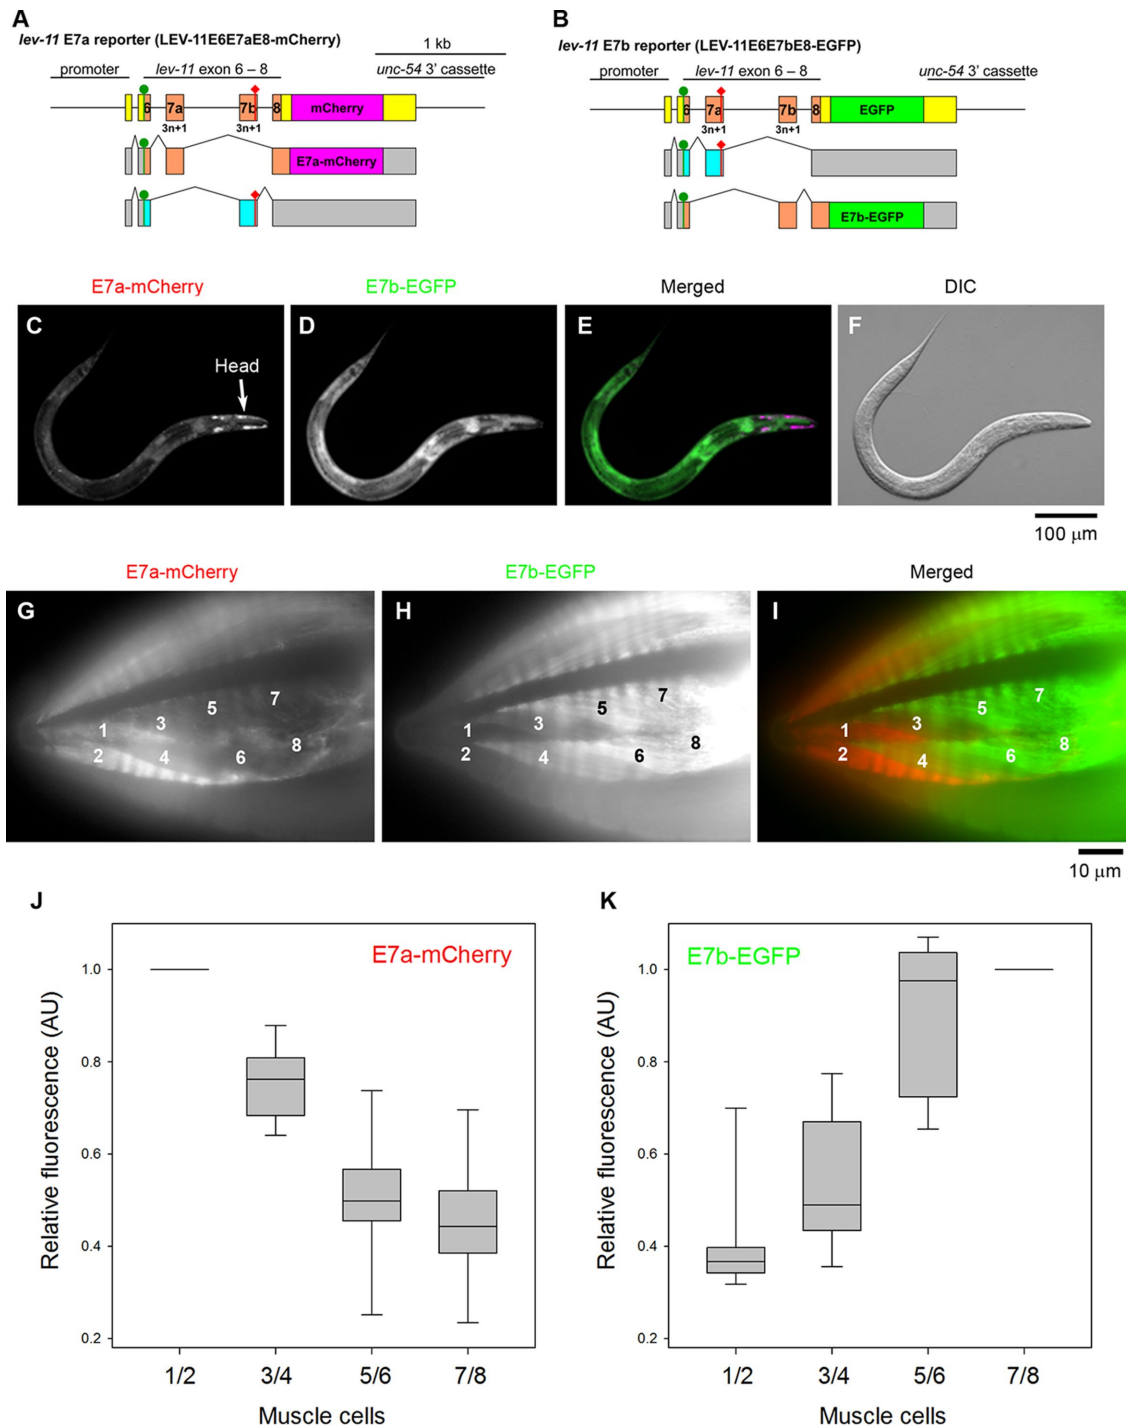 A
lev-11 E7a reporter (LEV-11E6E7aE8-mCherry)
1 kb
promoter
lev-11 exon 6 – 8
unc-54 3' cassette
6
7a
7b
8
mCherry
3n+1
3n+1
E7a-mCherry
B
lev-11 E7b reporter (LEV-11E6E7bE8-EGFP)
promoter
lev-11 exon 6 – 8
unc-54 3' cassette
6
7a
7b
8
EGFP
3n+1
3n+1
E7b-EGFP
E7a-mCherry
E7b-EGFP
Merged
DIC
C
Head
D
E
F
100 μm
E7a-mCherry
E7b-EGFP
Merged
G
1
2
3
4
5
6
7
8
H
1
2
3
4
5
6
7
8
I
1
2
3
4
5
6
7
8
10 μm
J
E7a-mCherry
Relative fluorescence (AU)
1.0
0.8
0.6
0.4
0.2
1/2
3/4
5/6
7/8
Muscle cells
K
E7b-EGFP
Relative fluorescence (AU)
1.0
0.8
0.6
0.4
0.2
1/2
3/4
5/6
7/8
Muscle cells